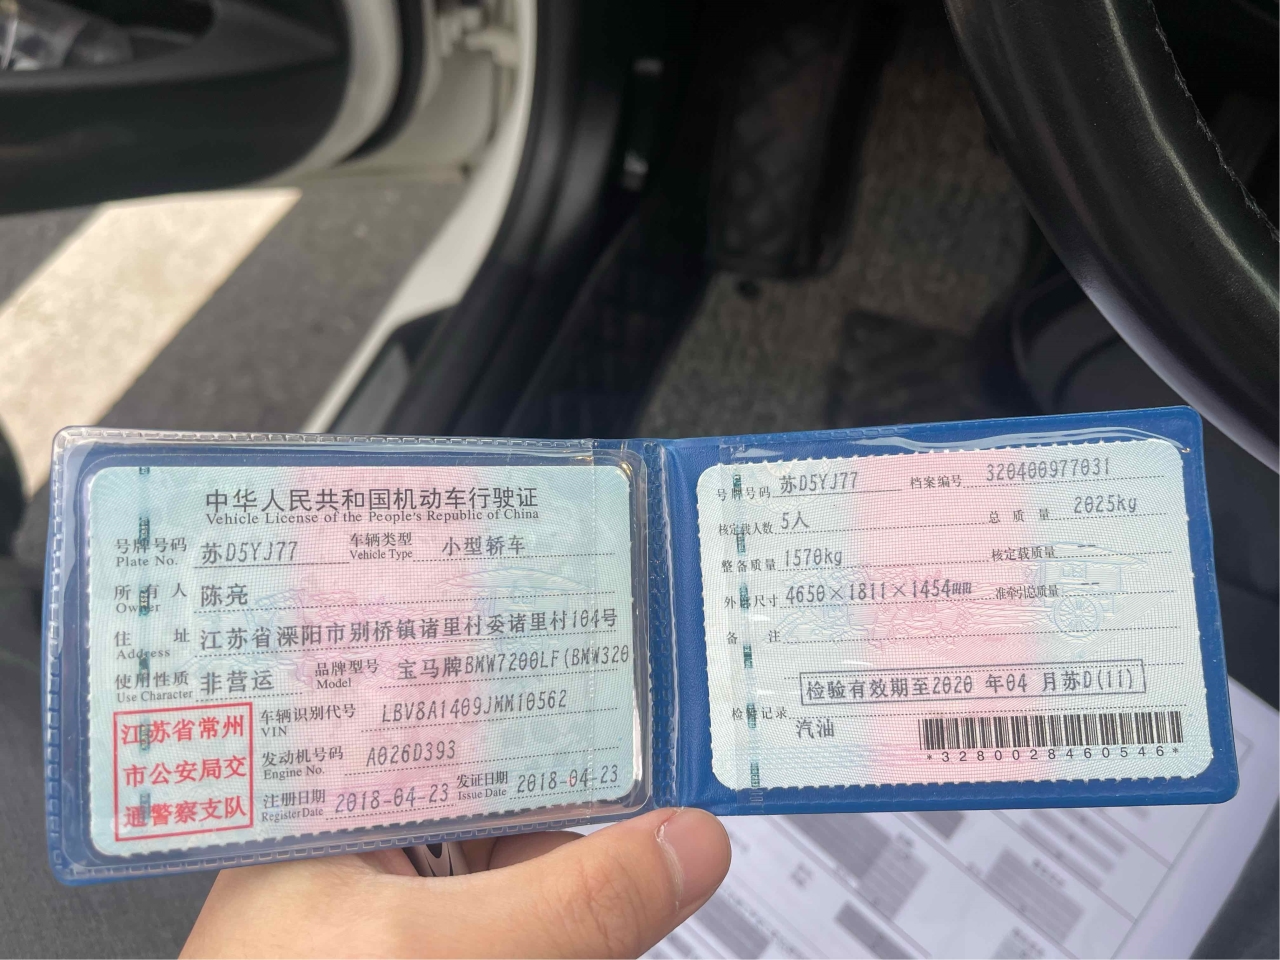 中华人民共和国机动车行驶证
Vehicle License of the People's Republic of China
号牌号码 苏D5YJ77 车辆类型 小型轿车
Plate No. Vehicle Type
所有人 陈亮
Owner
住址 江苏省溧阳市别桥镇诸里村委诸里村104号
Address
使用性质 非营运 品牌型号 宝马牌BMW7200LF(BMW320
Use Character Model
江苏省常州
市公安局交
通警察支队
车辆识别代号 LBV8A1409JMM10562
VIN
发动机号码 A026D393
Engine No.
注册日期 2018-04-23 发证日期 2018-04-23
Register Date Issue Date
号牌号码 苏D5YJ77 档案编号 320400977031
核定载人数 5人 总质量 2025kg
整备质量 1570kg 核定载质量 --
外廓尺寸 4650×1811×1454mm 准牵引总质量 --
备注
检验有效期至2020 年04 月苏D(11)
检验记录
汽油
*3280028460546*